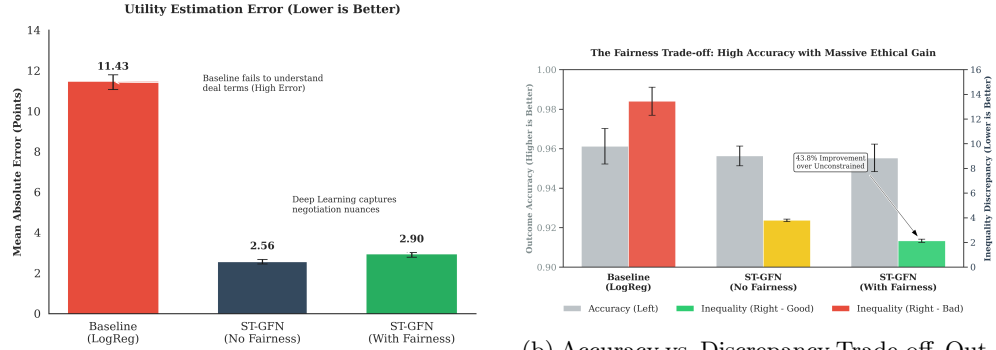 Utility Estimation Error (Lower is Better)
Mean Absolute Error (Points)
14
12
10
8
6
4
2
0
11.43
2.56
2.90
Baseline fails to understand
deal terms (High Error)
Deep Learning captures
negotiation nuances
Baseline
(LogReg)
ST-GFN
(No Fairness)
ST-GFN
(With Fairness)
The Fairness Trade-off: High Accuracy with Massive Ethical Gain
Outcome Accuracy (Higher is Better)
1.00
0.98
0.96
0.94
0.92
0.90
43.8% Improvement
over Unconstrained
16
14
12
10
8
6
4
2
0
Inequality Discrepancy (Lower is Better)
Baseline
(LogReg)
ST-GFN
(No Fairness)
ST-GFN
(With Fairness)
Accuracy (Left)
Inequality (Right - Good)
Inequality (Right - Bad)
(b) Accuracy vs. Discrepancy Trade-off. Out-